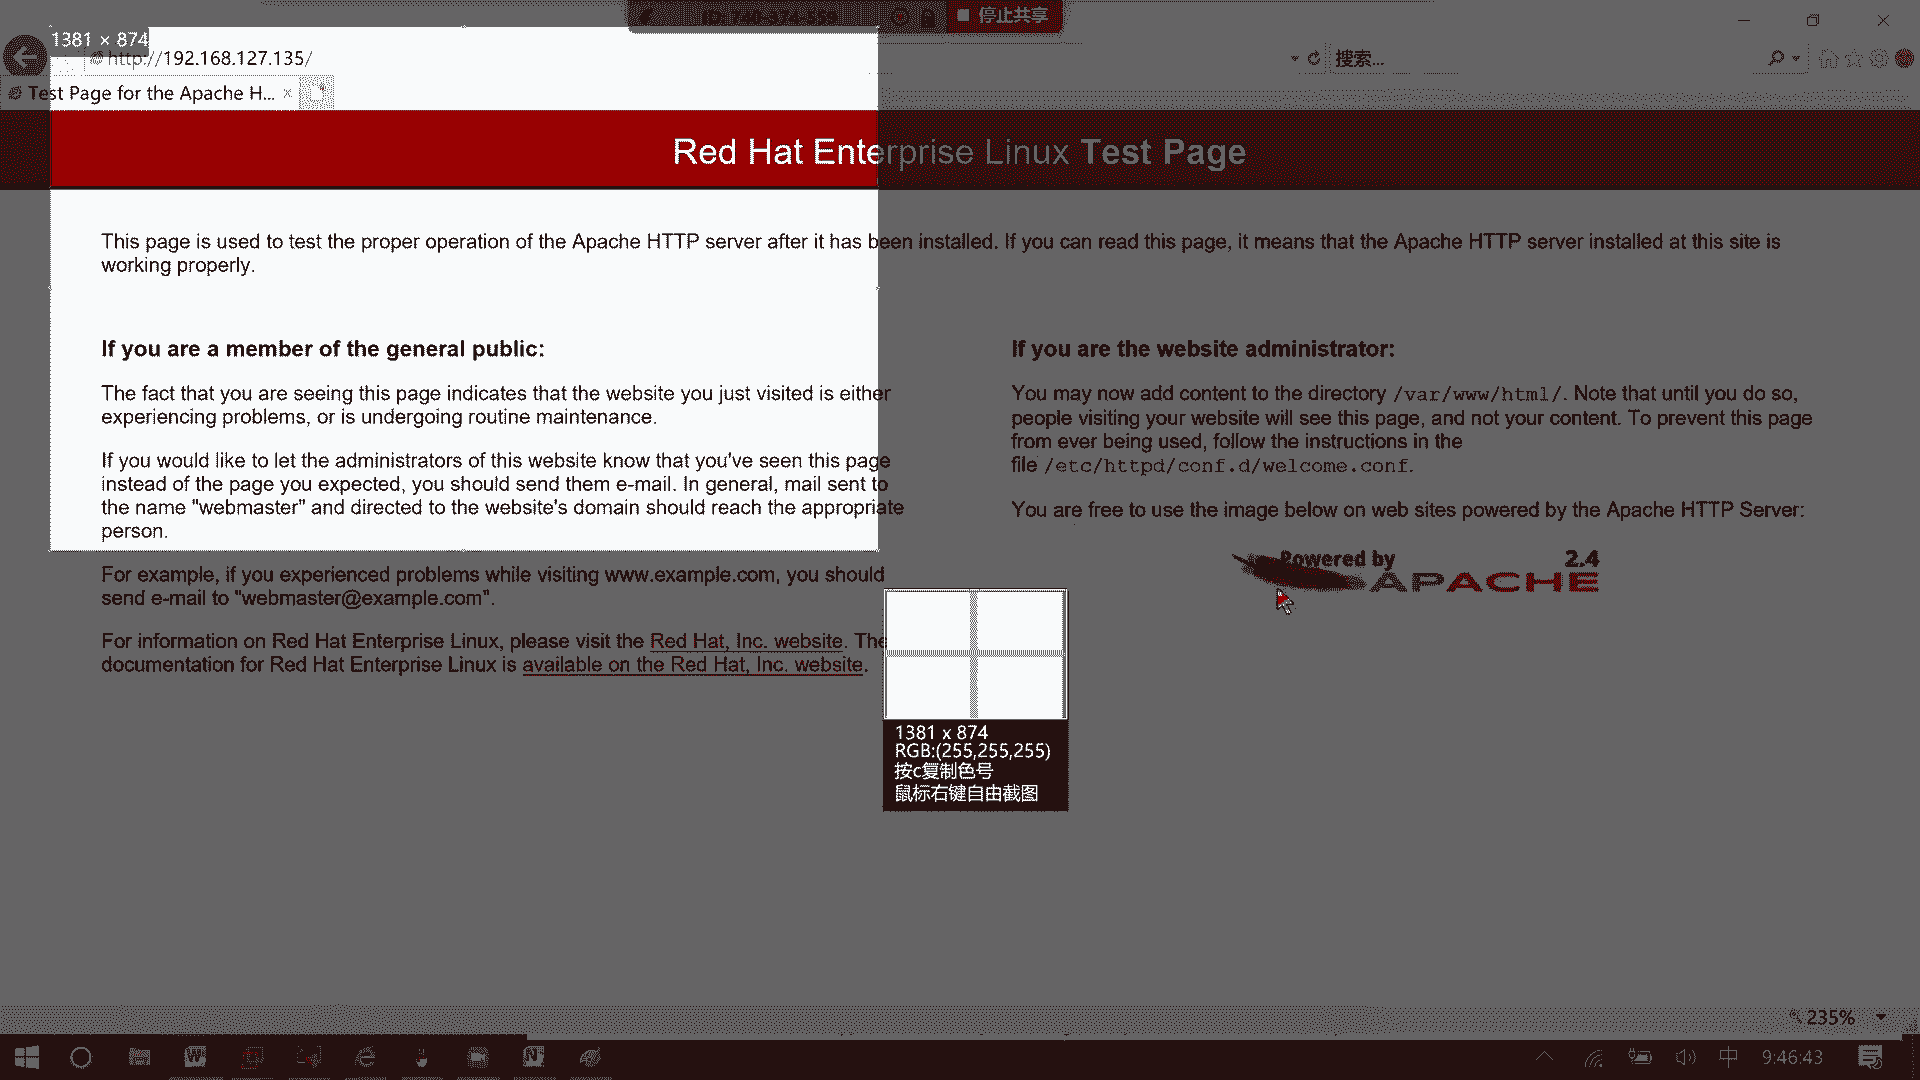 ID: 740-374-559
停止共享
1381 × 874
http://192.168.127.135/
搜索...
Test Page for the Apache H...
Red Hat Enterprise Linux Test Page
This page is used to test the proper operation of the Apache HTTP server after it has been installed. If you can read this page, it means that the Apache HTTP server installed at this site is
working properly.
If you are a member of the general public:
The fact that you are seeing this page indicates that the website you just visited is either
experiencing problems, or is undergoing routine maintenance.
If you would like to let the administrators of this website know that you've seen this page
instead of the page you expected, you should send them e-mail. In general, mail sent to
the name "webmaster" and directed to the website's domain should reach the appropriate
person.
For example, if you experienced problems while visiting www.example.com, you should
send e-mail to "webmaster@example.com".
For information on Red Hat Enterprise Linux, please visit the Red Hat, Inc. website. The
documentation for Red Hat Enterprise Linux is available on the Red Hat, Inc. website.
If you are the website administrator:
You may now add content to the directory /var/www/html/. Note that until you do so,
people visiting your website will see this page, and not your content. To prevent this page
from ever being used, follow the instructions in the
file /etc/httpd/conf.d/welcome.conf.
You are free to use the image below on web sites powered by the Apache HTTP Server:
Powered by 2.4
APACHE
1381 x 874
RGB:(255,255,255)
按c复制色号
鼠标右键自由截图
235%
中
9:46:43